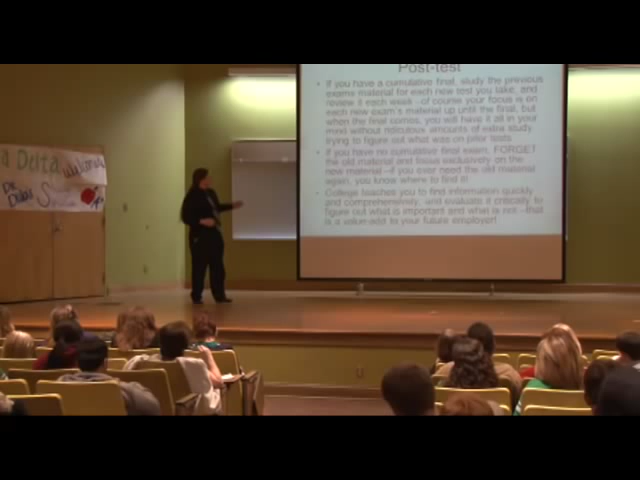 Post-test
• If you have a cumulative final, study the previous
exams material for each new test you take, and
review it each week - of course your focus is on
each new exam's material up until the final, but
when the final comes, you will have it all in your
mind without ridiculous amounts of extra study
trying to figure out what was on prior tests
• If you have no cumulative final exam, FORGET
the old material and focus exclusively on the
new material –if you ever need the old material
again, you know where to find it!
• College teaches you to find information quickly
and comprehensively, and evaluate it critically to
figure out what is important and what is not –that
is a value-add to your future employer!
Delta
Dr.